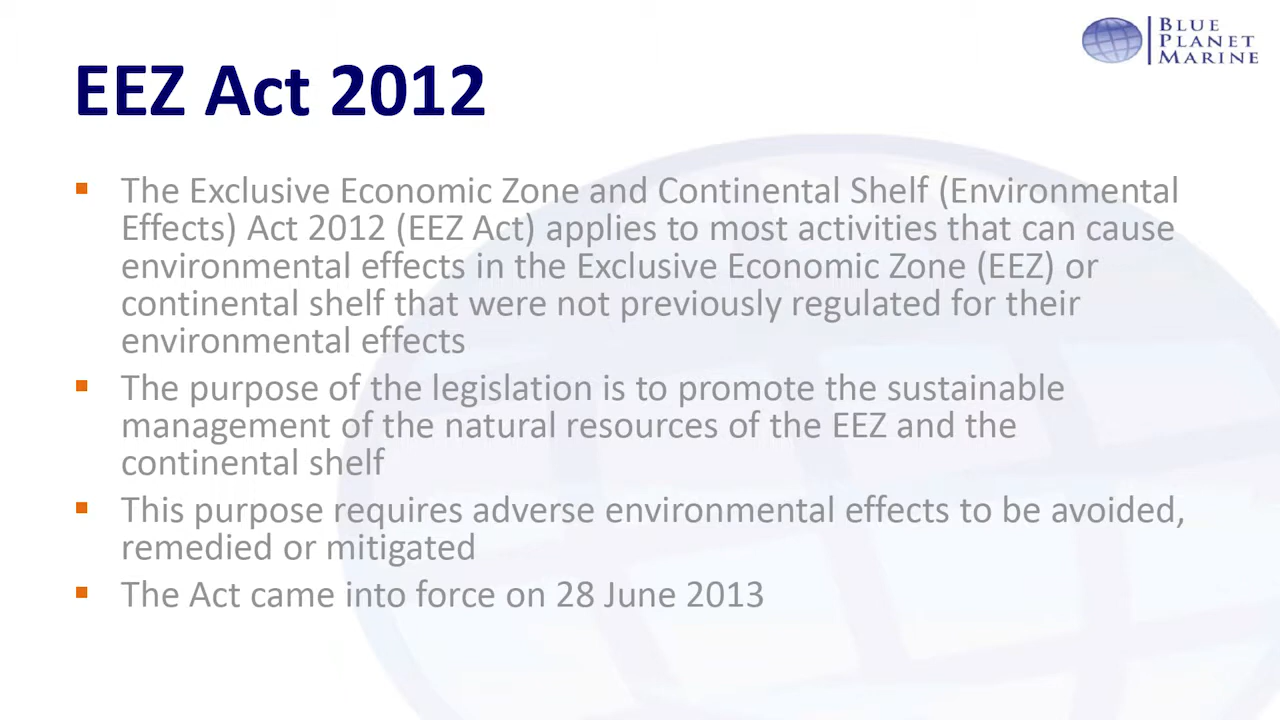 BLUE
PLANET
MARINE
EEZ Act 2012
The Exclusive Economic Zone and Continental Shelf (Environmental
Effects) Act 2012 (EEZ Act) applies to most activities that can cause
environmental effects in the Exclusive Economic Zone (EEZ) or
continental shelf that were not previously regulated for their
environmental effects
The purpose of the legislation is to promote the sustainable
management of the natural resources of the EEZ and the
continental shelf
This purpose requires adverse environmental effects to be avoided,
remedied or mitigated
The Act came into force on 28 June 2013